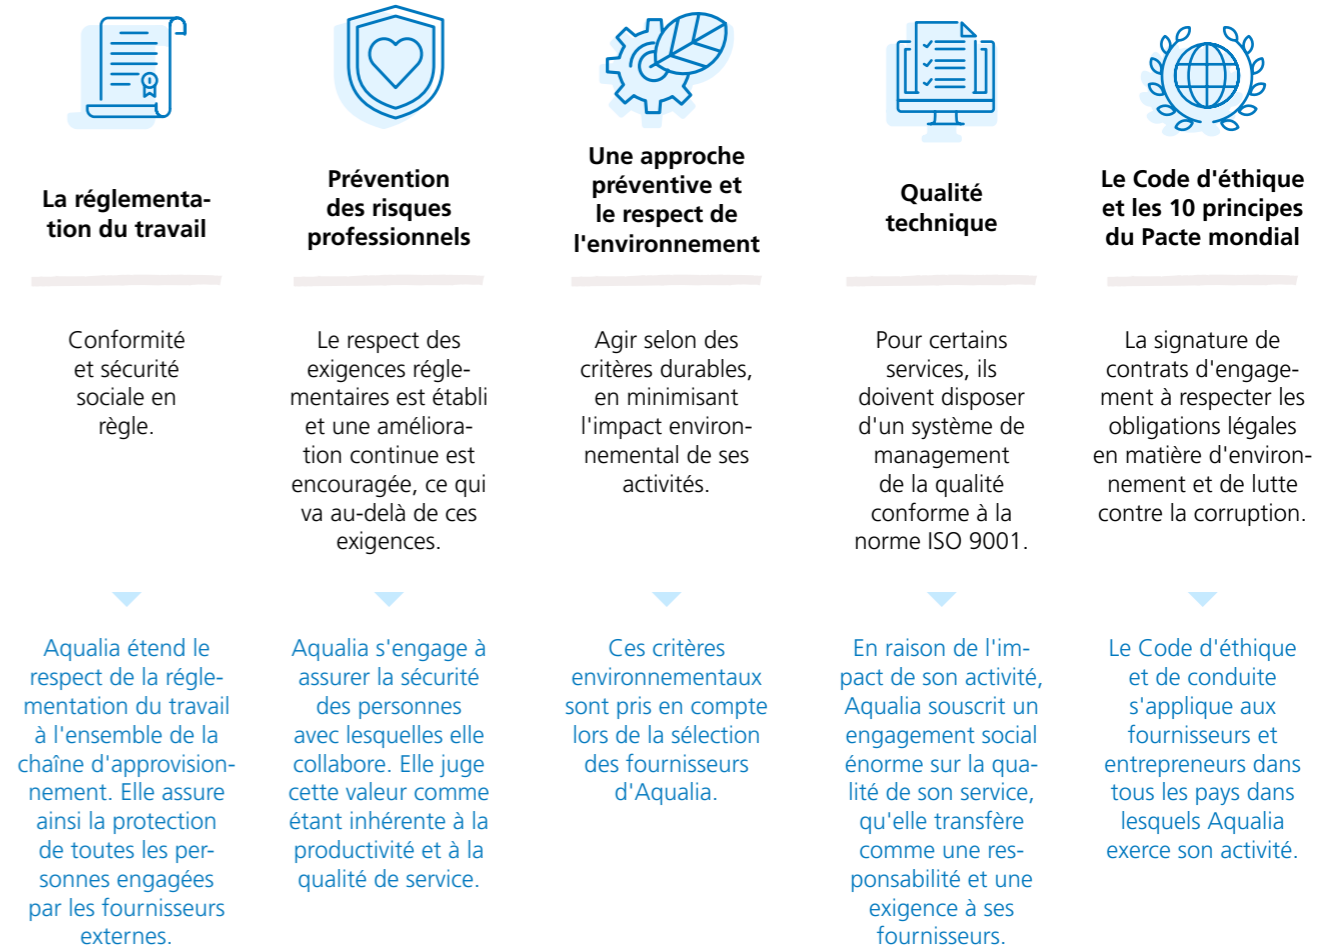 La réglementa-
tion du travail
Conformité
et sécurité
sociale en
règle.
Aqualia étend le
respect de la régle-
mentation du travail
à l'ensemble de la
chaîne d'approvision-
nement. Elle assure
ainsi la protection
de toutes les per-
sonnes engagées
par les fournisseurs
externes.
Prévention
des risques
professionnels
Le respect des
exigences régle-
mentaires est établi
et une améliora-
tion continue est
encouragée, ce qui
va au-delà de ces
exigences.
Aqualia s'engage à
assurer la sécurité
des personnes
avec lesquelles elle
collabore. Elle juge
cette valeur comme
étant inhérente à la
productivité et à la
qualité de service.
Une approche
préventive et
le respect de
l'environnement
Agir selon des
critères durables,
en minimisant
l'impact environ-
nemental de ses
activités.
Ces critères
environnementaux
sont pris en compte
lors de la sélection
des fournisseurs
d'Aqualia.
Qualité
technique
Pour certains
services, ils
doivent disposer
d'un système de
management
de la qualité
conforme à la
norme ISO 9001.
En raison de l'im-
pact de son activité,
Aqualia souscrit un
engagement social
énorme sur la qua-
lité de son service,
qu'elle transfère
comme une res-
ponsabilité et une
exigence à ses
fournisseurs.
Le Code d'éthique
et les 10 principes
du Pacte mondial
La signature de
contrats d'engage-
ment à respecter les
obligations légales
en matière d'environ-
nement et de lutte
contre la corruption.
Le Code d'éthique
et de conduite
s'applique aux
fournisseurs et
entrepreneurs dans
tous les pays dans
lesquels Aqualia
exerce son activité.